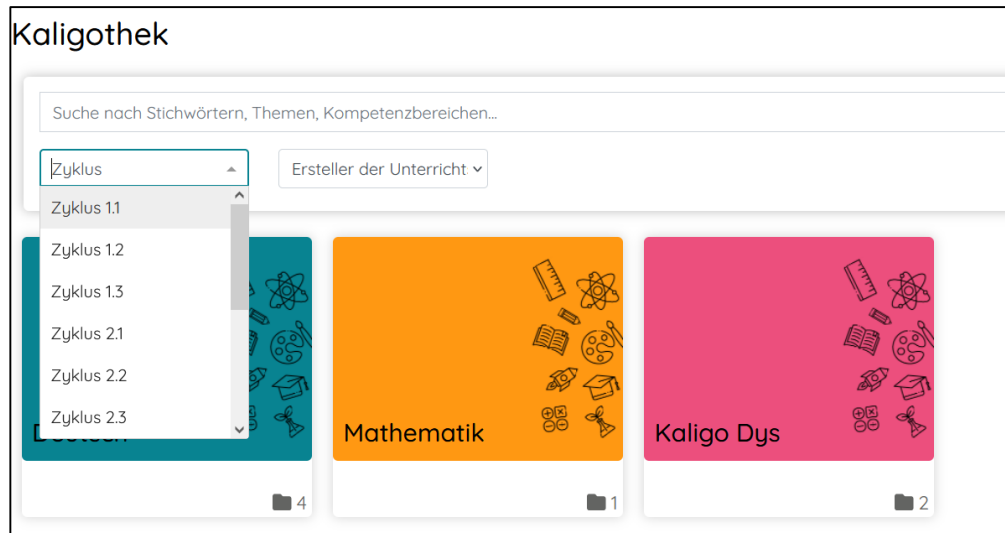 Kaligothek
Suche nach Stichwörtern, Themen, Kompetenzbereichen...
Zyklus
Ersteller der Unterricht
Zyklus 1.1
Zyklus 1.2
Zyklus 1.3
Zyklus 2.1
Zyklus 2.2
Zyklus 2.3
Mathematik
Kaligo Dys
4
1
2